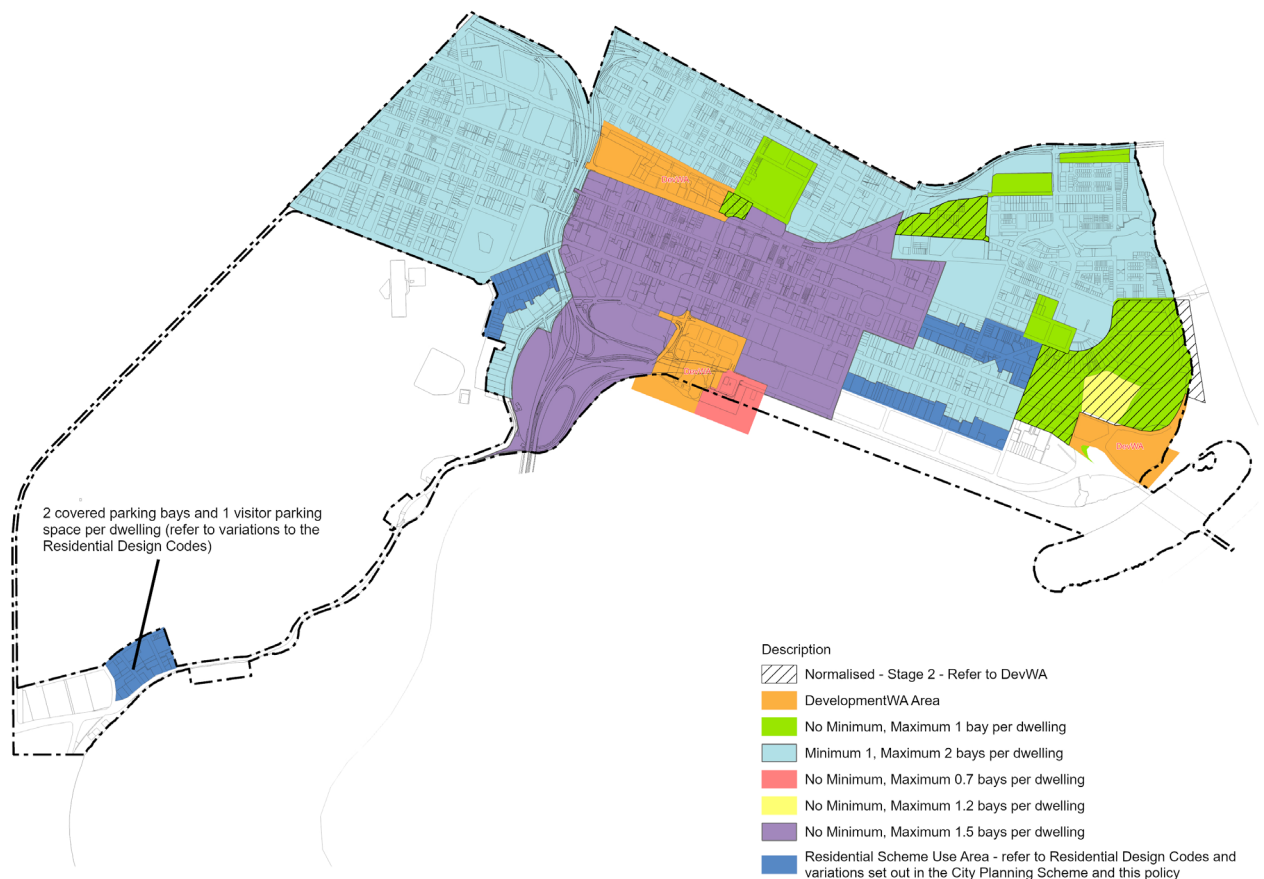 DevWA
DevWA
DevWA
2 covered parking bays and 1 visitor parking
space per dwelling (refer to variations to the
Residential Design Codes)
Description
Normalised - Stage 2 - Refer to DevWA
DevelopmentWA Area
No Minimum, Maximum 1 bay per dwelling
Minimum 1, Maximum 2 bays per dwelling
No Minimum, Maximum 0.7 bays per dwelling
No Minimum, Maximum 1.2 bays per dwelling
No Minimum, Maximum 1.5 bays per dwelling
Residential Scheme Use Area - refer to Residential Design Codes and
variations set out in the City Planning Scheme and this policy